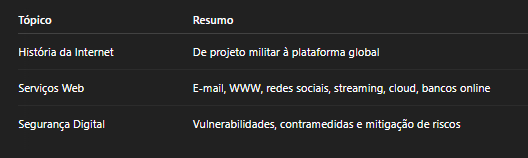 Tópico Resumo
História da Internet De projeto militar à plataforma global
Serviços Web E-mail, WWW, redes sociais, streaming, cloud, bancos online
Segurança Digital Vulnerabilidades, contramedidas e mitigação de riscos